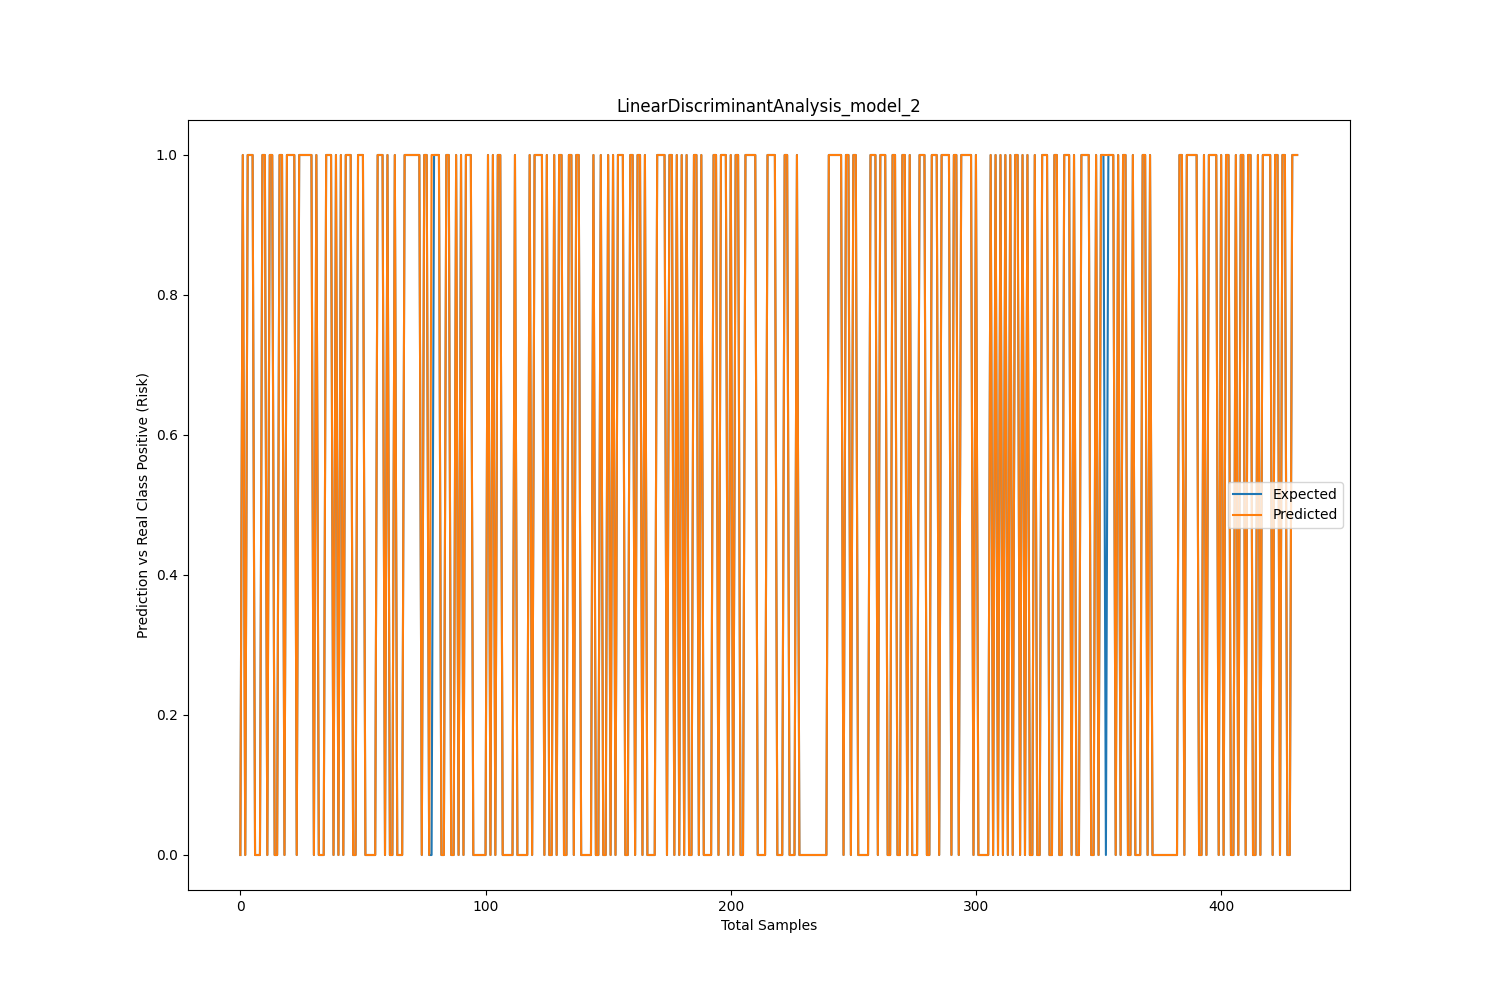 LinearDiscriminantAnalysis_model_2
1.0
0.8
0.6
0.4
0.2
0.0
Prediction vs Real Class Positive (Risk)
Expected
Predicted
0
100
200
300
400
Total Samples